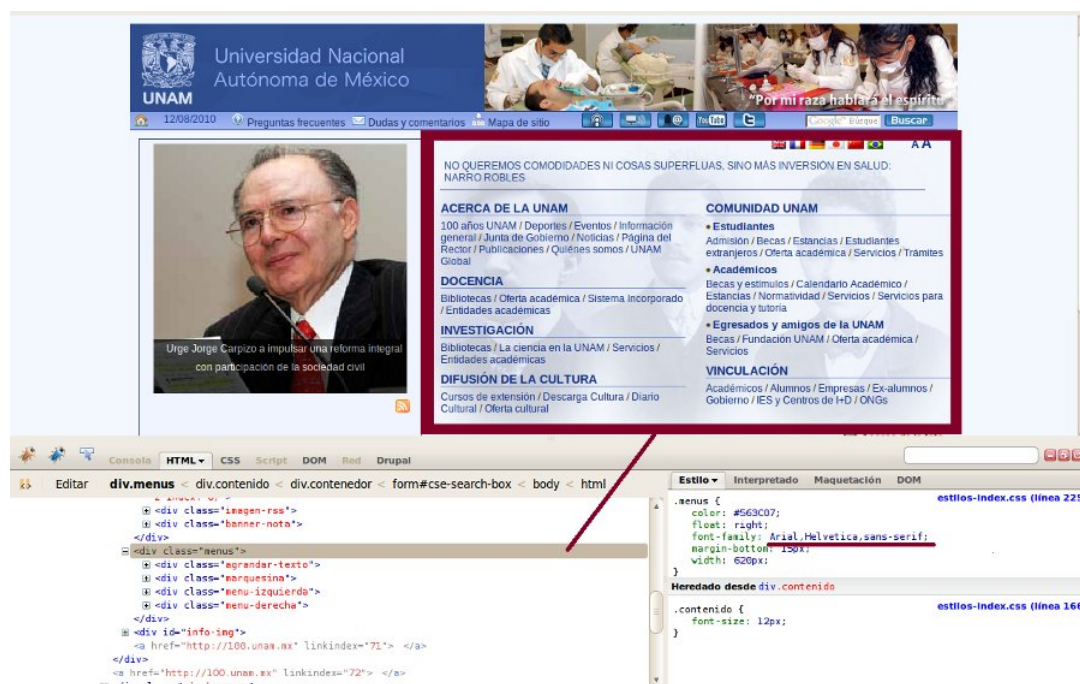 Universidad Nacional
Autónoma de México
UNAM
"Por mi raza hablará el espíritu
12/08/2010 Preguntas frecuentes Dudas y comentarios Mapa de sitio You Tube Google Buscar
A A
NO QUEREMOS COMODIDADES NI COSAS SUPERFLUAS, SINO MÁS INVERSIÓN EN SALUD:
NARRO ROBLES
ACERCA DE LA UNAM
100 años UNAM / Deportes / Eventos / Información
general / Junta de Gobierno / Noticias / Página del
Rector / Publicaciones / Quiénes somos / UNAM
Global
DOCENCIA
Bibliotecas / Oferta académica / Sistema Incorporado
/ Entidades académicas
INVESTIGACIÓN
Bibliotecas / La ciencia en la UNAM / Servicios /
Entidades académicas
DIFUSIÓN DE LA CULTURA
Cursos de extensión / Descarga Cultura / Diario
Cultural / Oferta cultural
COMUNIDAD UNAM
• Estudiantes
Admisión / Becas / Estancias / Estudiantes
extranjeros / Oferta académica / Servicios / Trámites
• Académicos
Becas y estímulos / Calendario Académico /
Estancias / Normatividad / Servicios / Servicios para
docencia y tutoría
• Egresados y amigos de la UNAM
Becas / Fundación UNAM / Oferta académica /
Servicios
VINCULACIÓN
Académicos / Alumnos / Empresas / Ex-alumnos /
Gobierno / IES y Centros de I+D / ONGs
Urge Jorge Carpizo a impulsar una reforma integral
con participación de la sociedad civil
Consola HTML CSS Script DOM Red Drupal
Editar div.menus < div.contenido < div.contenedor < form#cse-search-box < body < html
<div class="imagen-rss">
<div class="banner-nota">
</div>
<div class="menus">
<div class="agrandar-texto">
<div class="marquesina">
<div class="menu-izquierda">
<div class="menu-derecha">
</div>
<div id="info-img">
<a href="http://100.unam.mx" linkindex="71"> </a>
</div>
<a href="http://100.unam.mx" linkindex="72"> </a>
Estilo Interpretado Maquetación DOM
.menus { estilos-index.css (línea 225
color: #563C07;
float: right;
font-family: Arial,Helvetica,sans-serif;
margin-bottom: 15px;
width: 620px;
}
Heredado desde div.contenido
.contenido { estilos-index.css (línea 166
font-size: 12px;
}